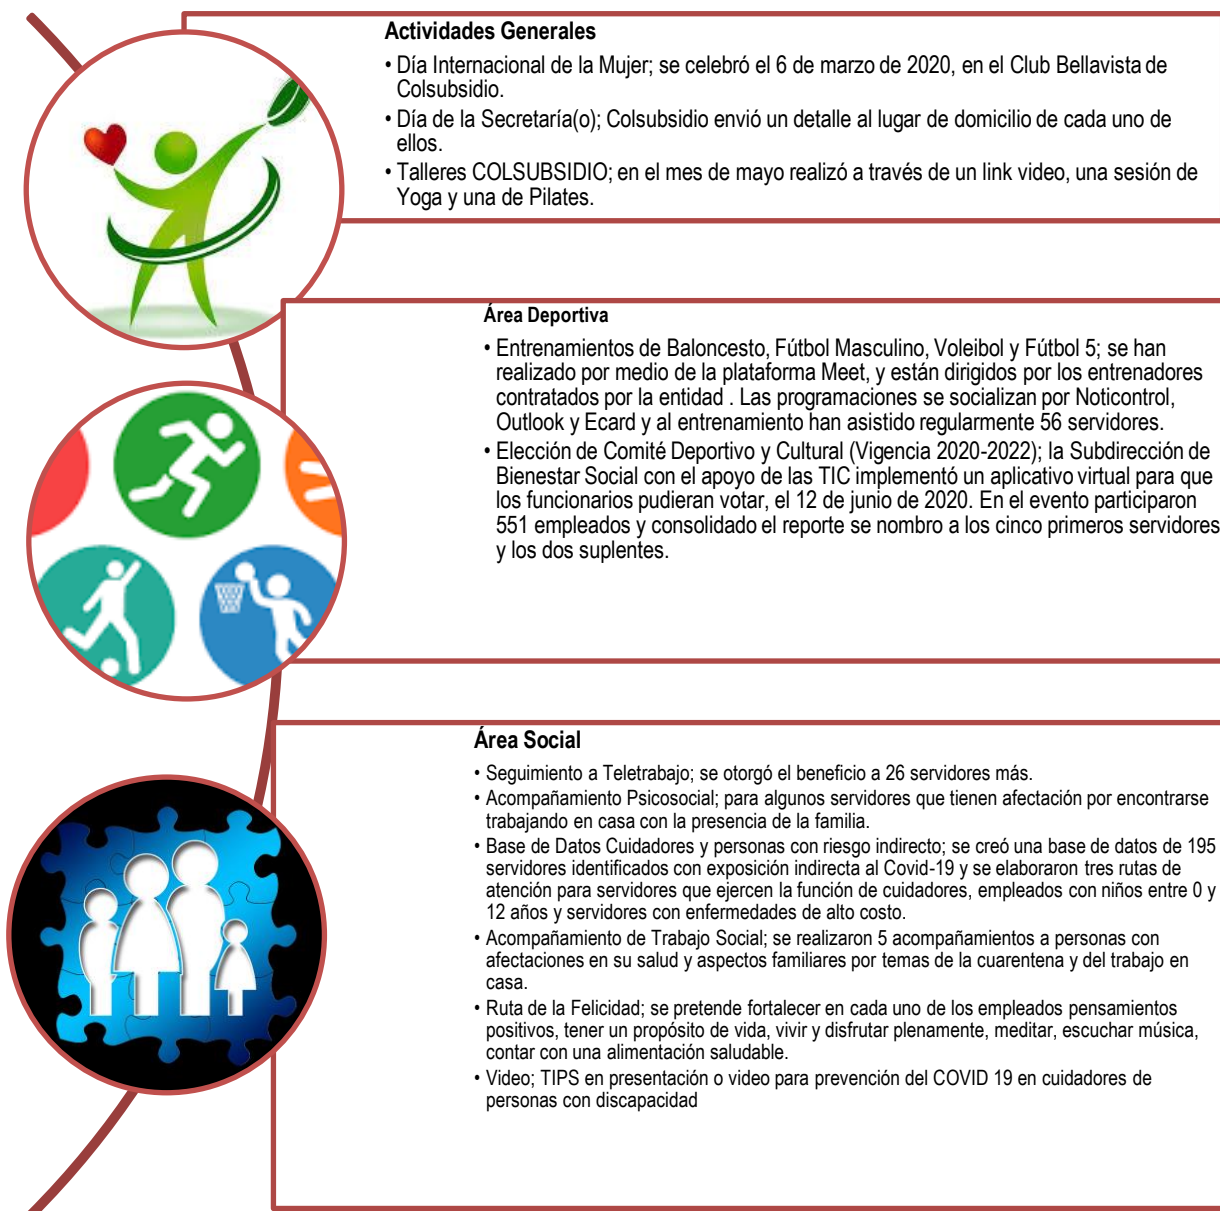 Actividades Generales
• Día Internacional de la Mujer; se celebró el 6 de marzo de 2020, en el Club Bellavista de
Colsubsidio.
• Día de la Secretaría(o); Colsubsidio envió un detalle al lugar de domicilio de cada uno de
ellos.
• Talleres COLSUBSIDIO; en el mes de mayo realizó a través de un link video, una sesión de
Yoga y una de Pilates.
Área Deportiva
• Entrenamientos de Baloncesto, Fútbol Masculino, Voleibol y Fútbol 5; se han
realizado por medio de la plataforma Meet, y están dirigidos por los entrenadores
contratados por la entidad . Las programaciones se socializan por Noticontrol,
Outlook y Ecard y al entrenamiento han asistido regularmente 56 servidores.
• Elección de Comité Deportivo y Cultural (Vigencia 2020-2022); la Subdirección de
Bienestar Social con el apoyo de las TIC implementó un aplicativo virtual para que
los funcionarios pudieran votar, el 12 de junio de 2020. En el evento participaron
551 empleados y consolidado el reporte se nombro a los cinco primeros servidores
y los dos suplentes.
Área Social
• Seguimiento a Teletrabajo; se otorgó el beneficio a 26 servidores más.
• Acompañamiento Psicosocial; para algunos servidores que tienen afectación por encontrarse
trabajando en casa con la presencia de la familia.
• Base de Datos Cuidadores y personas con riesgo indirecto; se creó una base de datos de 195
servidores identificados con exposición indirecta al Covid-19 y se elaboraron tres rutas de
atención para servidores que ejercen la función de cuidadores, empleados con niños entre 0 y
12 años y servidores con enfermedades de alto costo.
• Acompañamiento de Trabajo Social; se realizaron 5 acompañamientos a personas con
afectaciones en su salud y aspectos familiares por temas de la cuarentena y del trabajo en
casa.
• Ruta de la Felicidad; se pretende fortalecer en cada uno de los empleados pensamientos
positivos, tener un propósito de vida, vivir y disfrutar plenamente, meditar, escuchar música,
contar con una alimentación saludable.
• Video; TIPS en presentación o video para prevención del COVID 19 en cuidadores de
personas con discapacidad